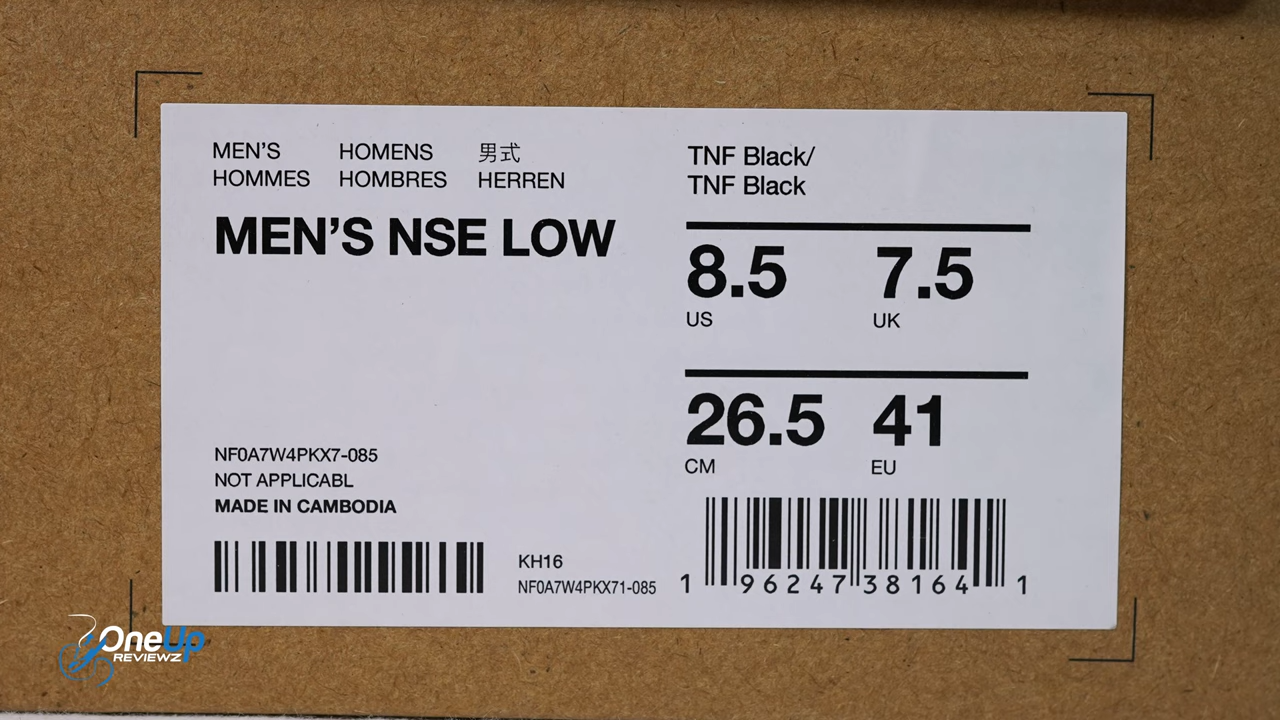 MEN'S HOMENS 男式
HOMMES HOMBRES HERREN
MEN'S NSE LOW
TNF Black/
TNF Black
8.5 7.5
US UK
26.5 41
CM EU
NF0A7W4PKX7-085
NOT APPLICABL
MADE IN CAMBODIA
KH16
NF0A7W4PKX71-085
1 96247 38164 1
OneUp
REVIEWZ